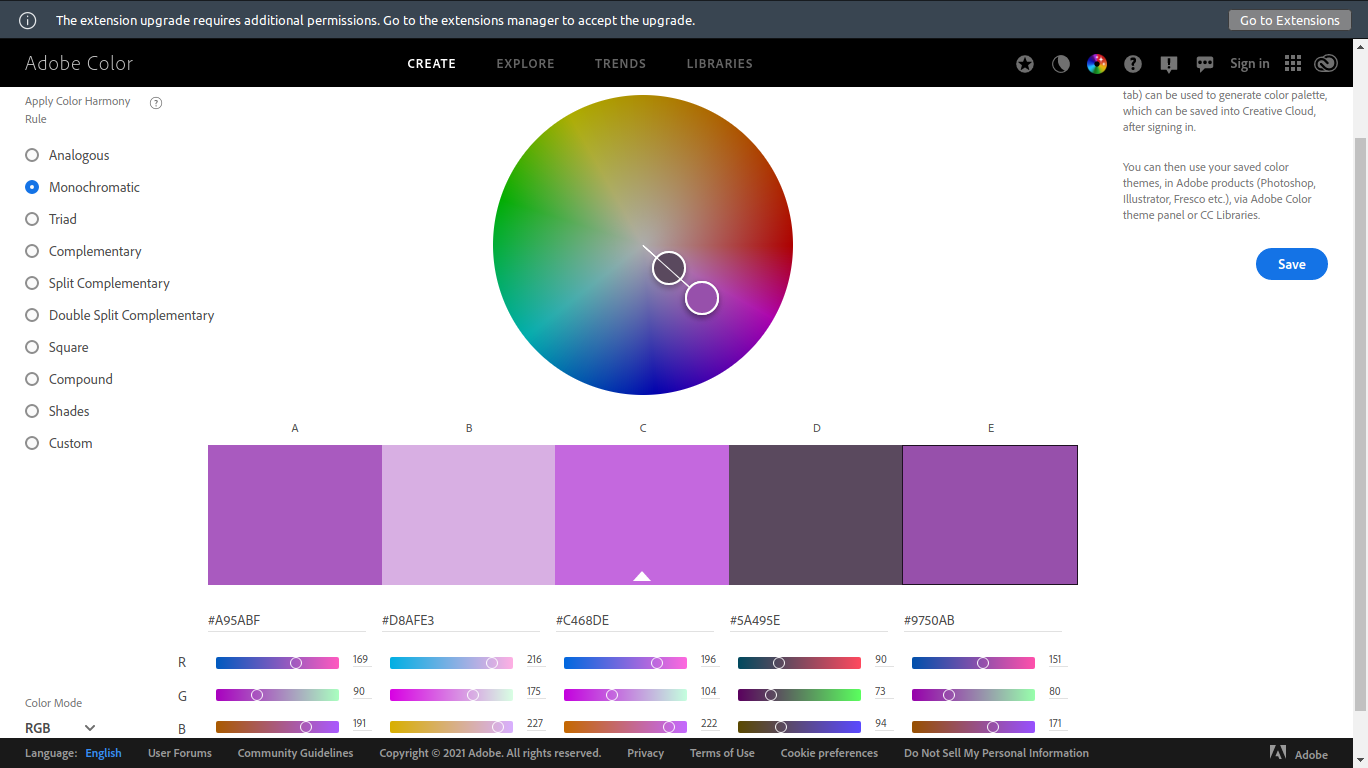 The extension upgrade requires additional permissions. Go to the extensions manager to accept the upgrade.
Go to Extensions
Adobe Color
CREATE
EXPLORE
TRENDS
LIBRARIES
Sign in
Apply Color Harmony
Rule
Analogous
Monochromatic
Triad
Complementary
Split Complementary
Double Split Complementary
Square
Compound
Shades
Custom
tab) can be used to generate color palette,
which can be saved into Creative Cloud,
after signing in.
You can then use your saved color
themes, in Adobe products (Photoshop,
Illustrator, Fresco etc.), via Adobe Color
theme panel or CC Libraries.
Save
A B C D E
#A95ABF #D8AFE3 #C468DE #5A495E #9750AB
R 169 216 196 90 151
G 90 175 104 73 80
B 191 227 222 94 171
Color Mode
RGB
Language: English User Forums Community Guidelines Copyright © 2021 Adobe. All rights reserved. Privacy Terms of Use Cookie preferences Do Not Sell My Personal Information Adobe